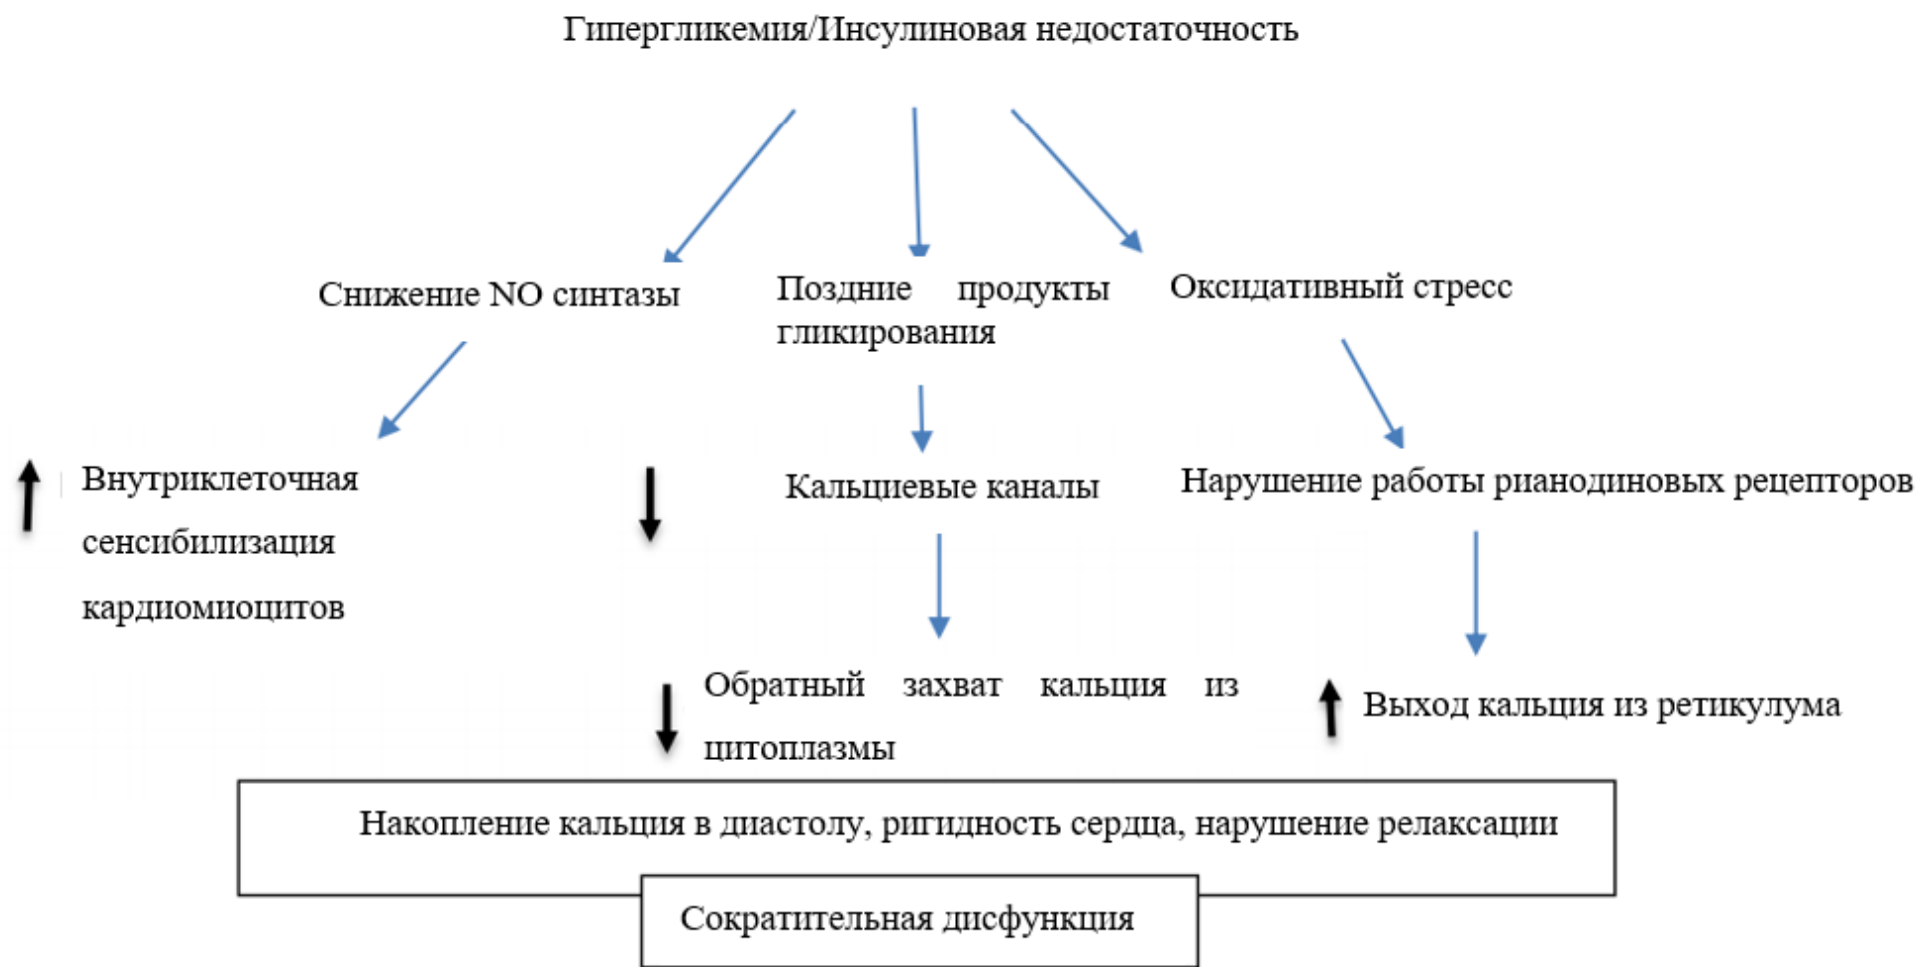 Гипергликемия/Инсулиновая недостаточность
Снижение NO синтазы
Поздние продукты
гликирования
Оксидативный стресс
Внутриклеточная
сенсибилизация
кардиомиоцитов
Кальциевые каналы
Нарушение работы рианодиновых рецепторов
Обратный захват кальция из
цитоплазмы
Выход кальция из ретикулума
Накопление кальция в диастолу, ригидность сердца, нарушение релаксации
Сократительная дисфункция